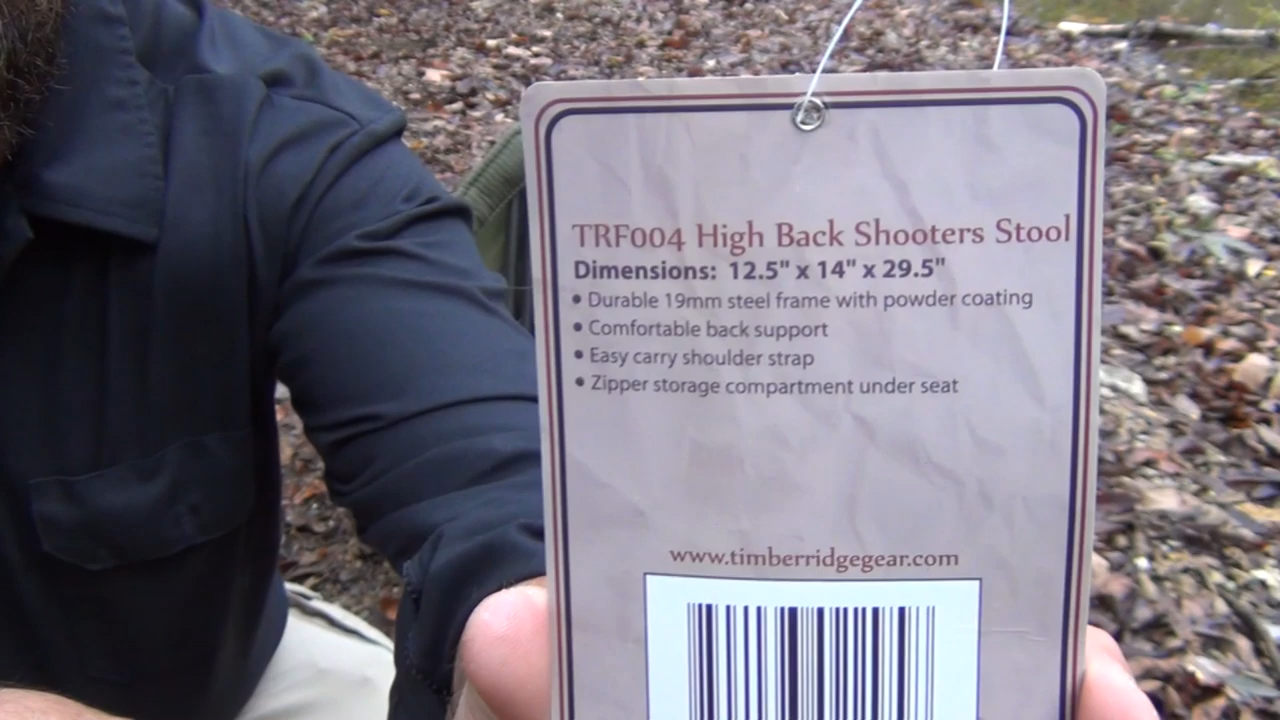 TRF004 High Back Shooters Stool
Dimensions: 12.5" x 14" x 29.5"
• Durable 19mm steel frame with powder coating
• Comfortable back support
• Easy carry shoulder strap
• Zipper storage compartment under seat
www.timberridgegear.com